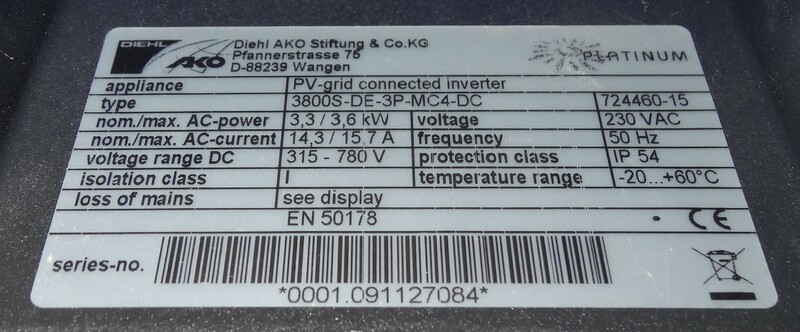 DIEHL AKO Diehl AKO Stiftung & Co.KG
Pfannerstrasse 75
D-88239 Wangen
PLATINUM
appliance PV-grid connected inverter
type 3800S-DE-3P-MC4-DC 724460-15
nom./max. AC-power 3,3 / 3,6 kW voltage 230 VAC
nom./max. AC-current 14,3 / 15,7 A frequency 50 Hz
voltage range DC 315 - 780 V protection class IP 54
isolation class I temperature range -20...+60°C
loss of mains see display
EN 50178 CE
series-no.
*0001.091127084*